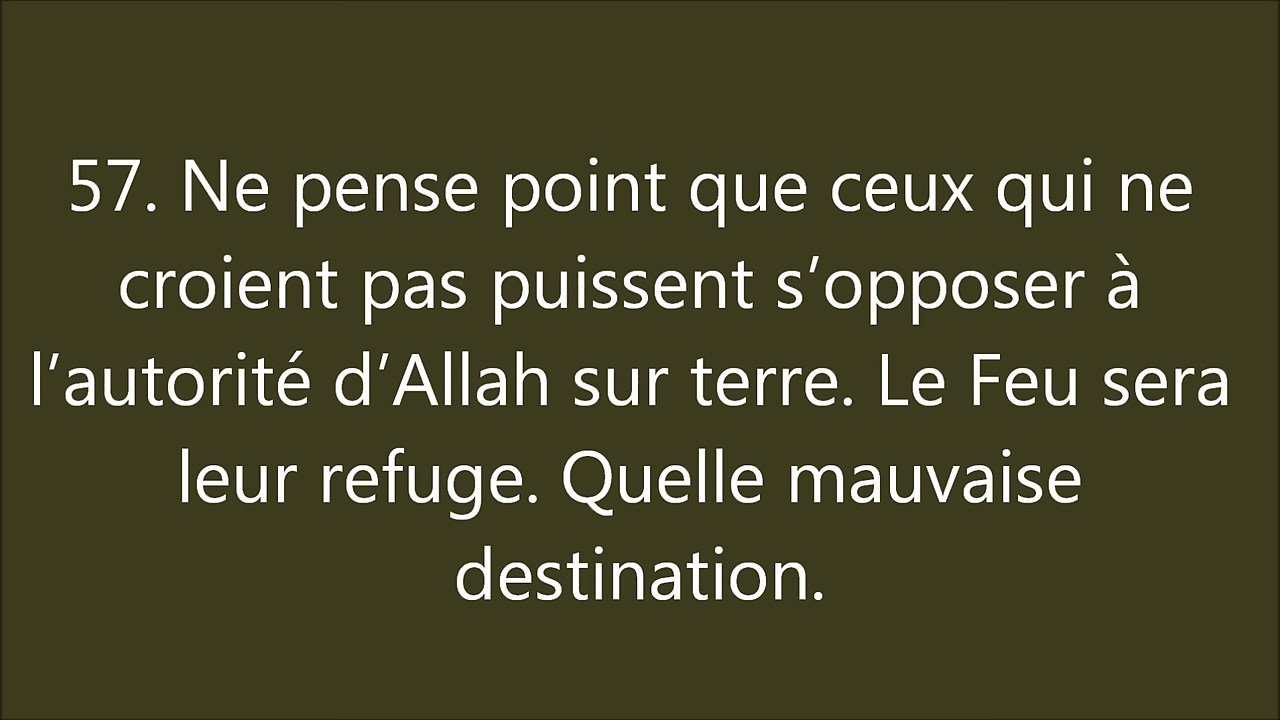 57. Ne pense point que ceux qui ne
croient pas puissent s’opposer à
l’autorité d’Allah sur terre. Le Feu sera
leur refuge. Quelle mauvaise
destination.